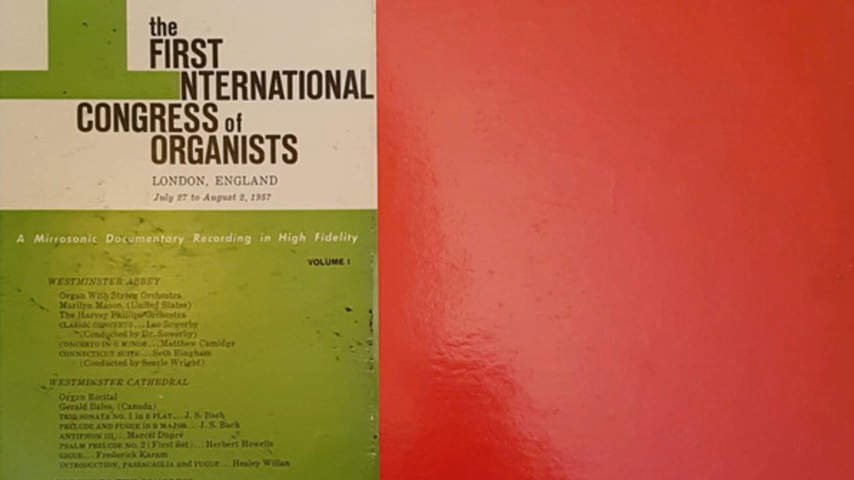 the
FIRST
INTERNATIONAL
CONGRESS of
ORGANISTS
LONDON, ENGLAND
July 27 to August 2, 1957
A Mirrosonic Documentary Recording in High Fidelity
VOLUME I
WESTMINSTER ABBEY
Organ With String Orchestra
Marilyn Mason, (United States)
The Harvey Phillips Orchestra
CLASSIC CONCERTO... Leo Sowerby
(Conducted by Dr. Sowerby)
CONCERTO IN G MINOR... Matthew Camidge
CONNECTICUT SUITE... Seth Bingham
(Conducted by Searle Wright)
WESTMINSTER CATHEDRAL
Organ Recital
Gerald Bales, (Canada)
TRIO SONATA NO. 1 in E FLAT... J. S. Bach
PRELUDE AND FUGUE in D MAJOR... J. S. Bach
ANTIPHON III... Marcel Dupré
PSALM PRELUDE NO. 2 (First Set)... Herbert Howells
GIGUE... Frederick Karam
INTRODUCTION, PASSACAGLIA and FUGUE... Healey Willan